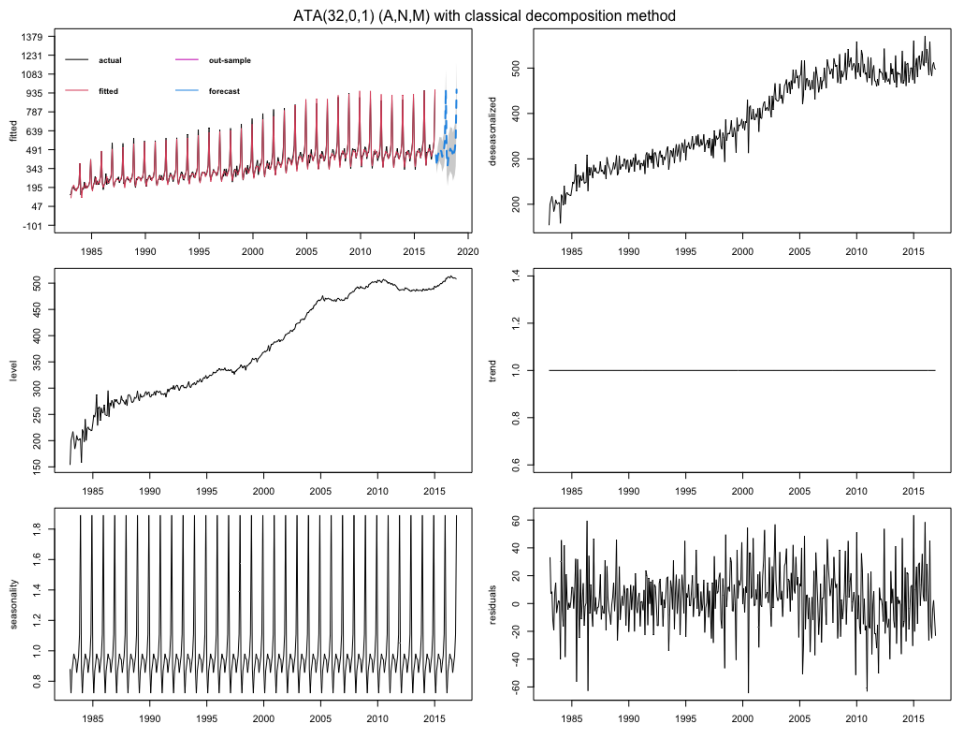 ATA(32,0,1) (A,N,M) with classical decomposition method
fitted
1379
1231
1083
935
787
639
491
343
195
47
-101
actual
out-sample
fitted
forecast
1985 1990 1995 2000 2005 2010 2015 2020
deseasonalized
500
400
300
200
1985 1990 1995 2000 2005 2010 2015
level
500
450
400
350
300
250
200
150
1985 1990 1995 2000 2005 2010 2015
trend
1.4
1.2
1.0
0.8
0.6
1985 1990 1995 2000 2005 2010 2015
seasonality
1.8
1.6
1.4
1.2
1.0
0.8
1985 1990 1995 2000 2005 2010 2015
residuals
60
40
20
0
-20
-40
-60
1985 1990 1995 2000 2005 2010 2015